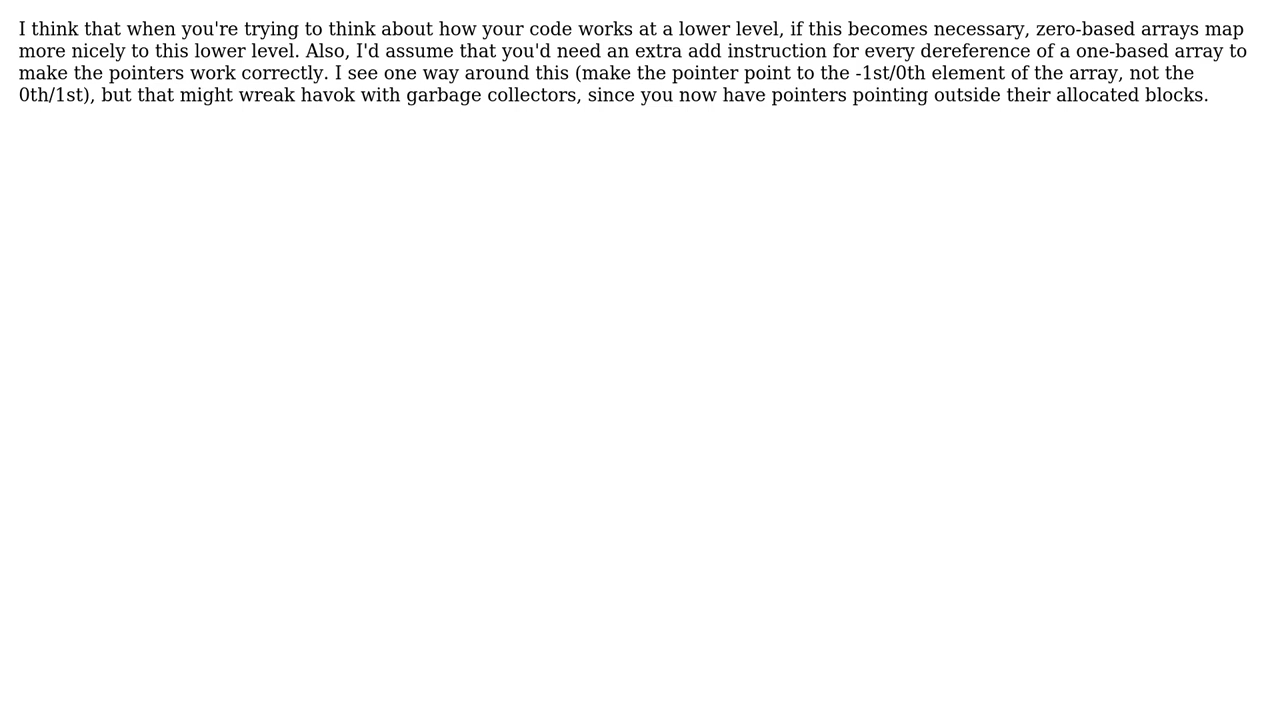 I think that when you're trying to think about how your code works at a lower level, if this becomes necessary, zero-based arrays map
more nicely to this lower level. Also, I'd assume that you'd need an extra add instruction for every dereference of a one-based array to
make the pointers work correctly. I see one way around this (make the pointer point to the -1st/0th element of the array, not the
0th/1st), but that might wreak havok with garbage collectors, since you now have pointers pointing outside their allocated blocks.